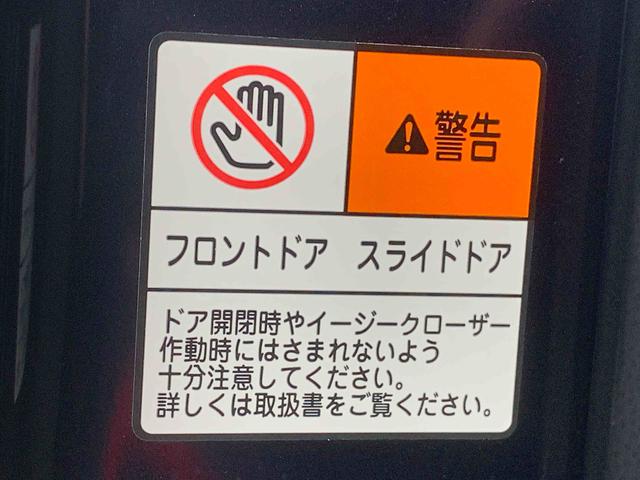 警告
フロントドア スライドドア
ドア開閉時やイージークローザー
作動時にはさまれないよう
十分注意してください。
詳しくは取扱書をご覧ください。